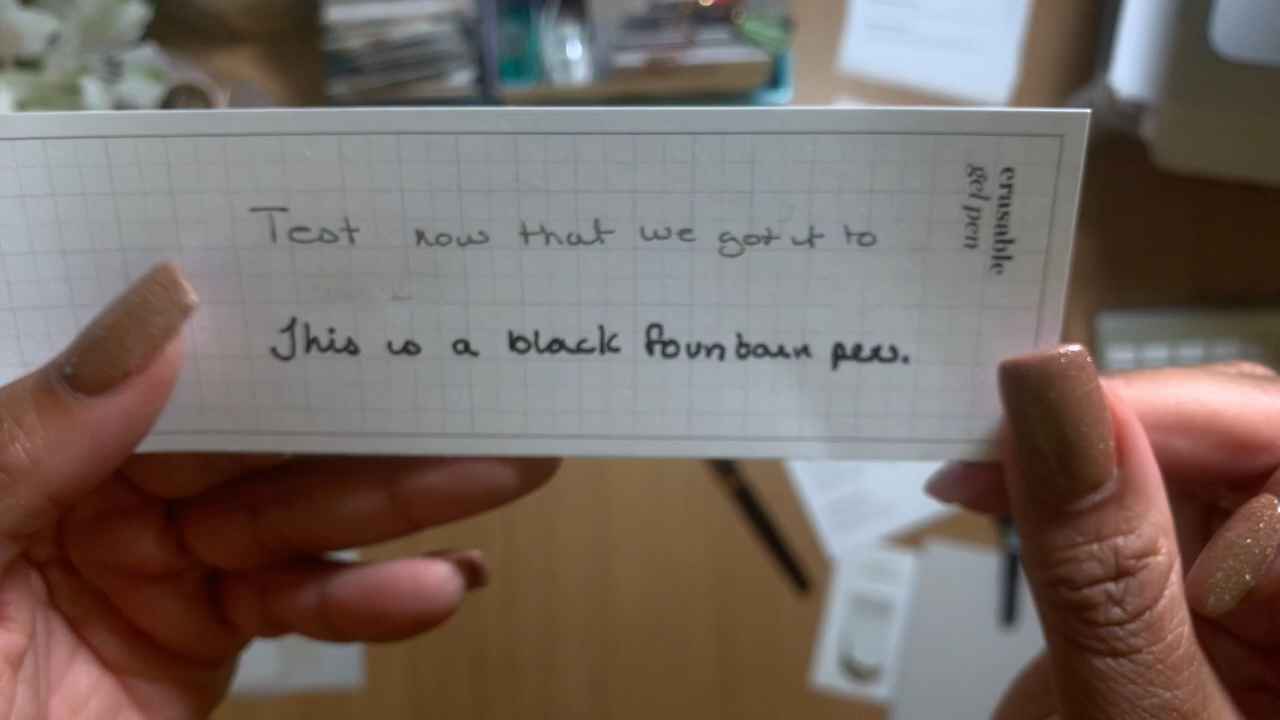 Test now that we got it to
This is a black fountain pen.
erasable
gel pen